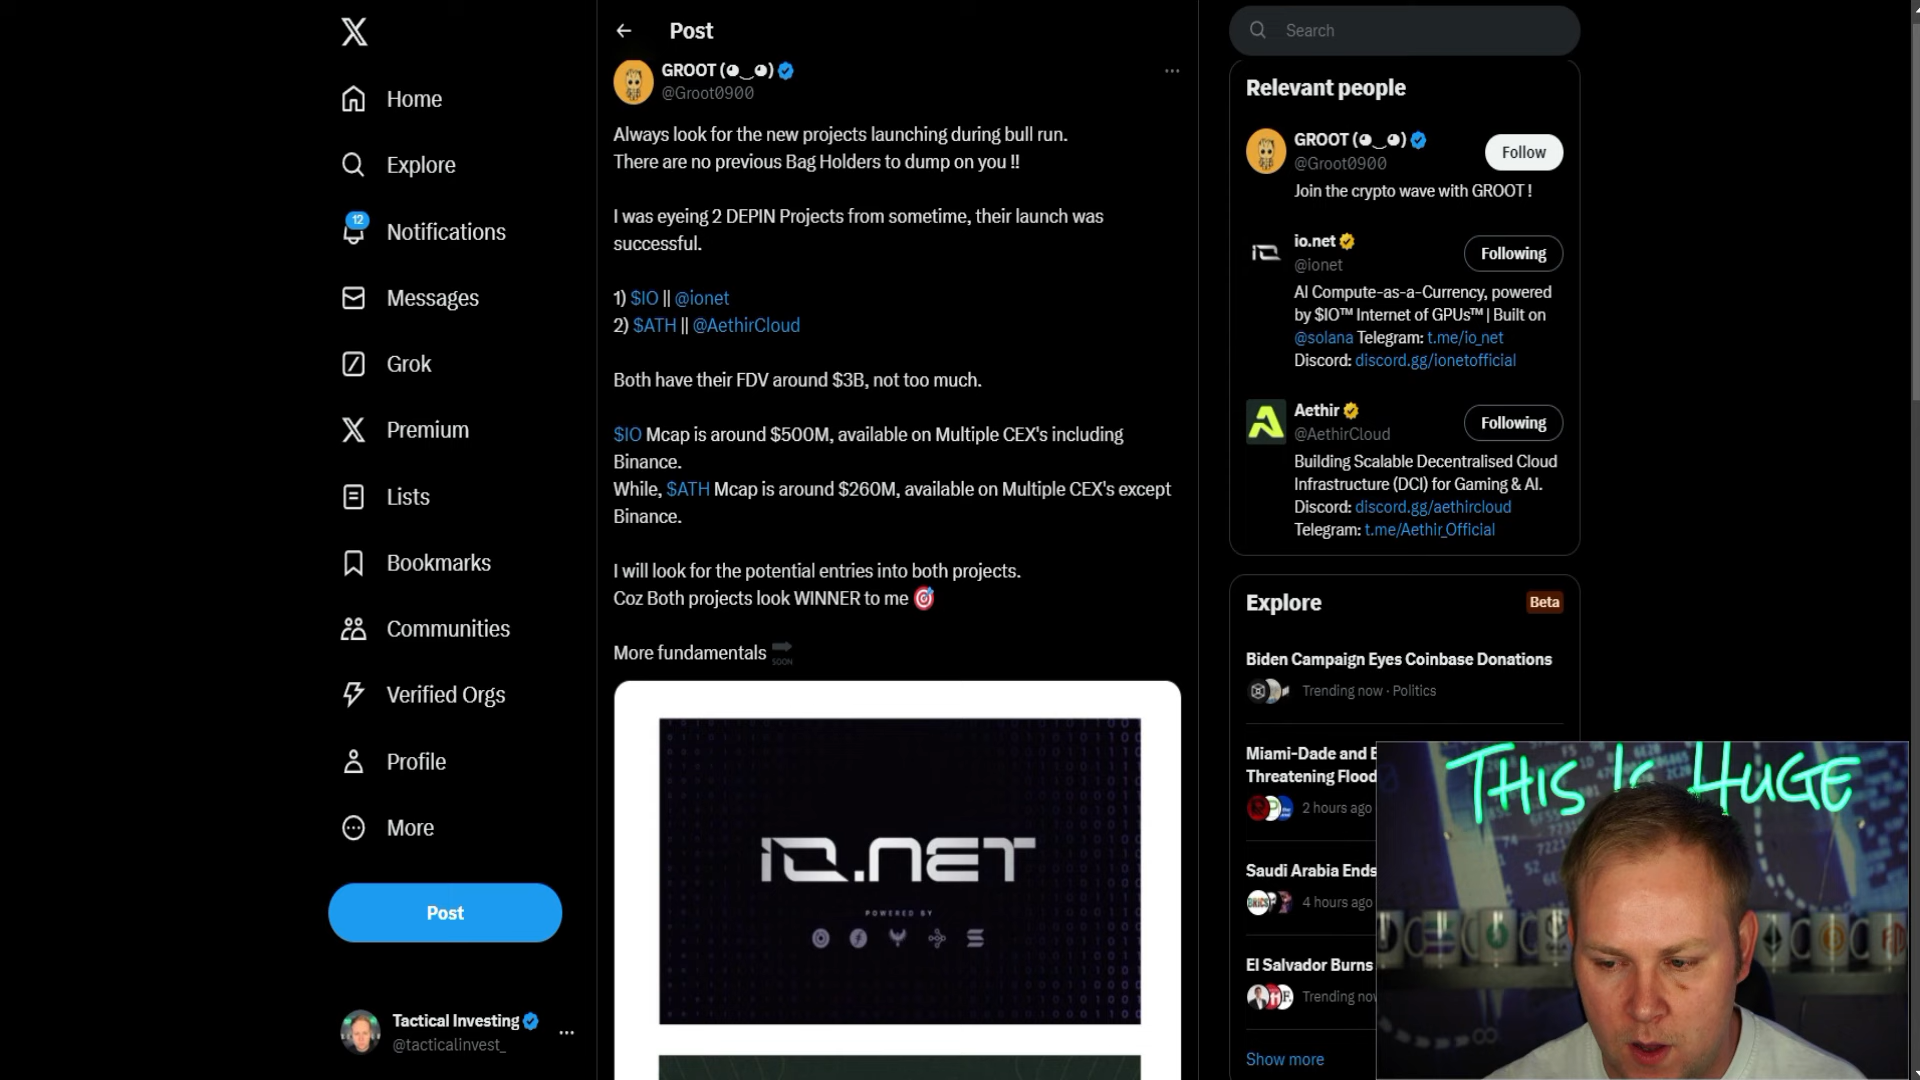 Home
Explore
12
Notifications
Messages
Grok
Premium
Lists
Bookmarks
Communities
Verified Orgs
Profile
More
Post
Tactical Investing
@tacticalinvest_
Post
GROOT (◕‿◕)
@Groot0900
Always look for the new projects launching during bull run.
There are no previous Bag Holders to dump on you !!
I was eyeing 2 DEPIN Projects from sometime, their launch was
successful.
1) $IO || @ionet
2) $ATH || @AethirCloud
Both have their FDV around $3B, not too much.
$IO Mcap is around $500M, available on Multiple CEX's including
Binance.
While, $ATH Mcap is around $260M, available on Multiple CEX's except
Binance.
I will look for the potential entries into both projects.
Coz Both projects look WINNER to me 🎯
More fundamentals 🔜
io.net
POWERED BY
Search
Relevant people
GROOT (◕‿◕)
@Groot0900
Follow
Join the crypto wave with GROOT !
io.net
@ionet
Following
AI Compute-as-a-Currency, powered
by $IO™ Internet of GPUs™ | Built on
@solana Telegram: t.me/io_net
Discord: discord.gg/ionetofficial
Aethir
@AethirCloud
Following
Building Scalable Decentralised Cloud
Infrastructure (DCI) for Gaming & AI.
Discord: discord.gg/aethircloud
Telegram: t.me/Aethir_Official
Explore
Beta
Biden Campaign Eyes Coinbase Donations
Trending now · Politics
Miami-Dade and
Threatening Flood
2 hours ago
Saudi Arabia Ends
4 hours ago
El Salvador Burns
Trending
Show more
THIS IS HUGE